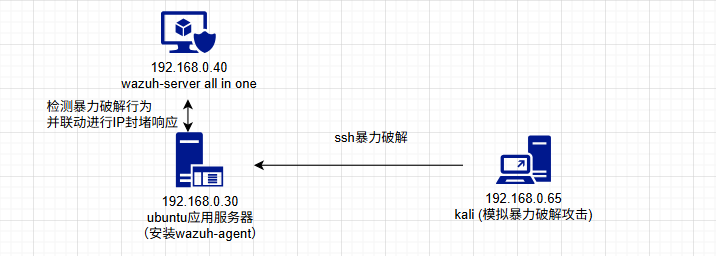 192.168.0.40
wazuh-server all in one
检测暴力破解行为
并联动进行IP封堵响应
ssh暴力破解
192.168.0.30
ubuntu应用服务器
（安装wazuh-agent）
192.168.0.65
kali (模拟暴力破解攻击)